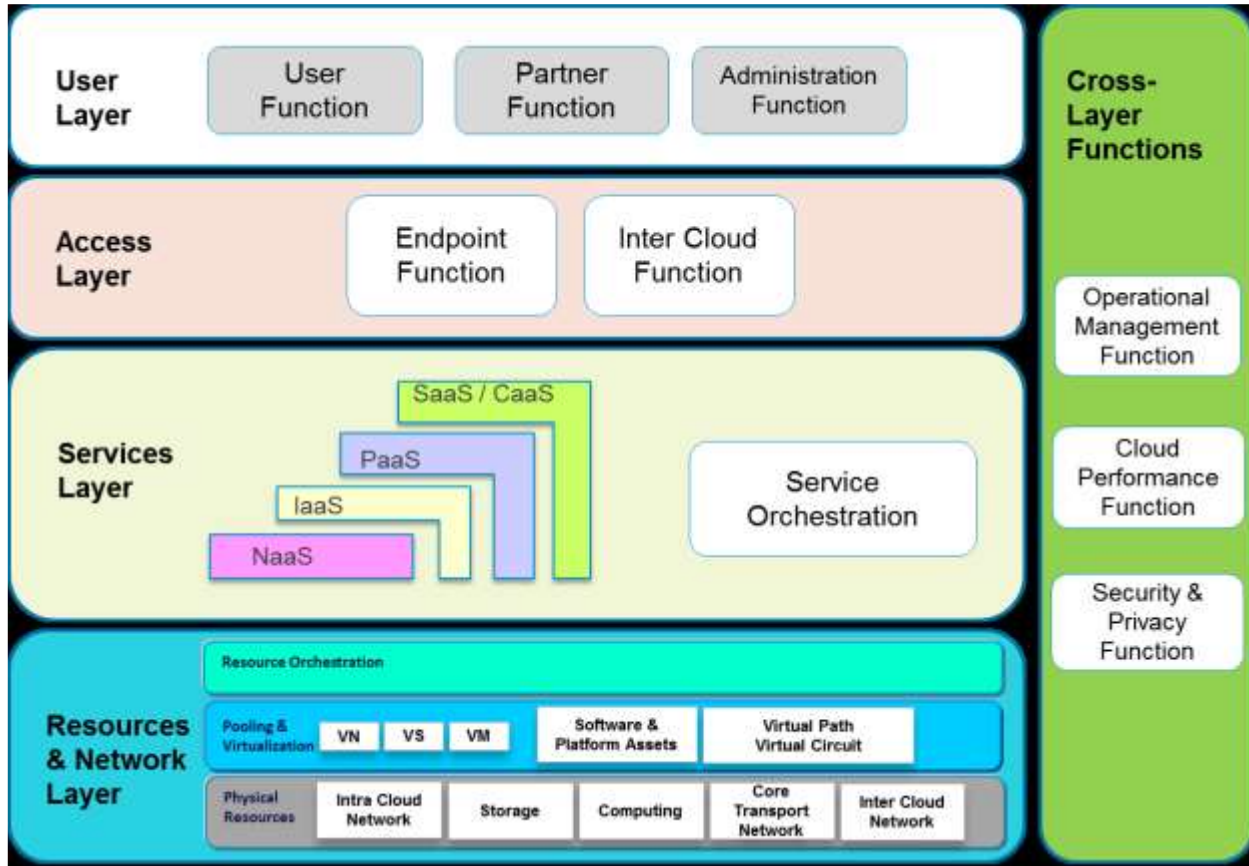 User
Layer
User
Function
Partner
Function
Administration
Function
Access
Layer
Endpoint
Function
Inter Cloud
Function
Services
Layer
SaaS / CaaS
PaaS
IaaS
NaaS
Service
Orchestration
Resources
& Network
Layer
Resource Orchestration
Pooling &
Virtualization
VN
VS
VM
Software &
Platform Assets
Virtual Path
Virtual Circuit
Physical
Resources
Intra Cloud
Network
Storage
Computing
Core
Transport
Network
Inter Cloud
Network
Cross-
Layer
Functions
Operational
Management
Function
Cloud
Performance
Function
Security &
Privacy
Function